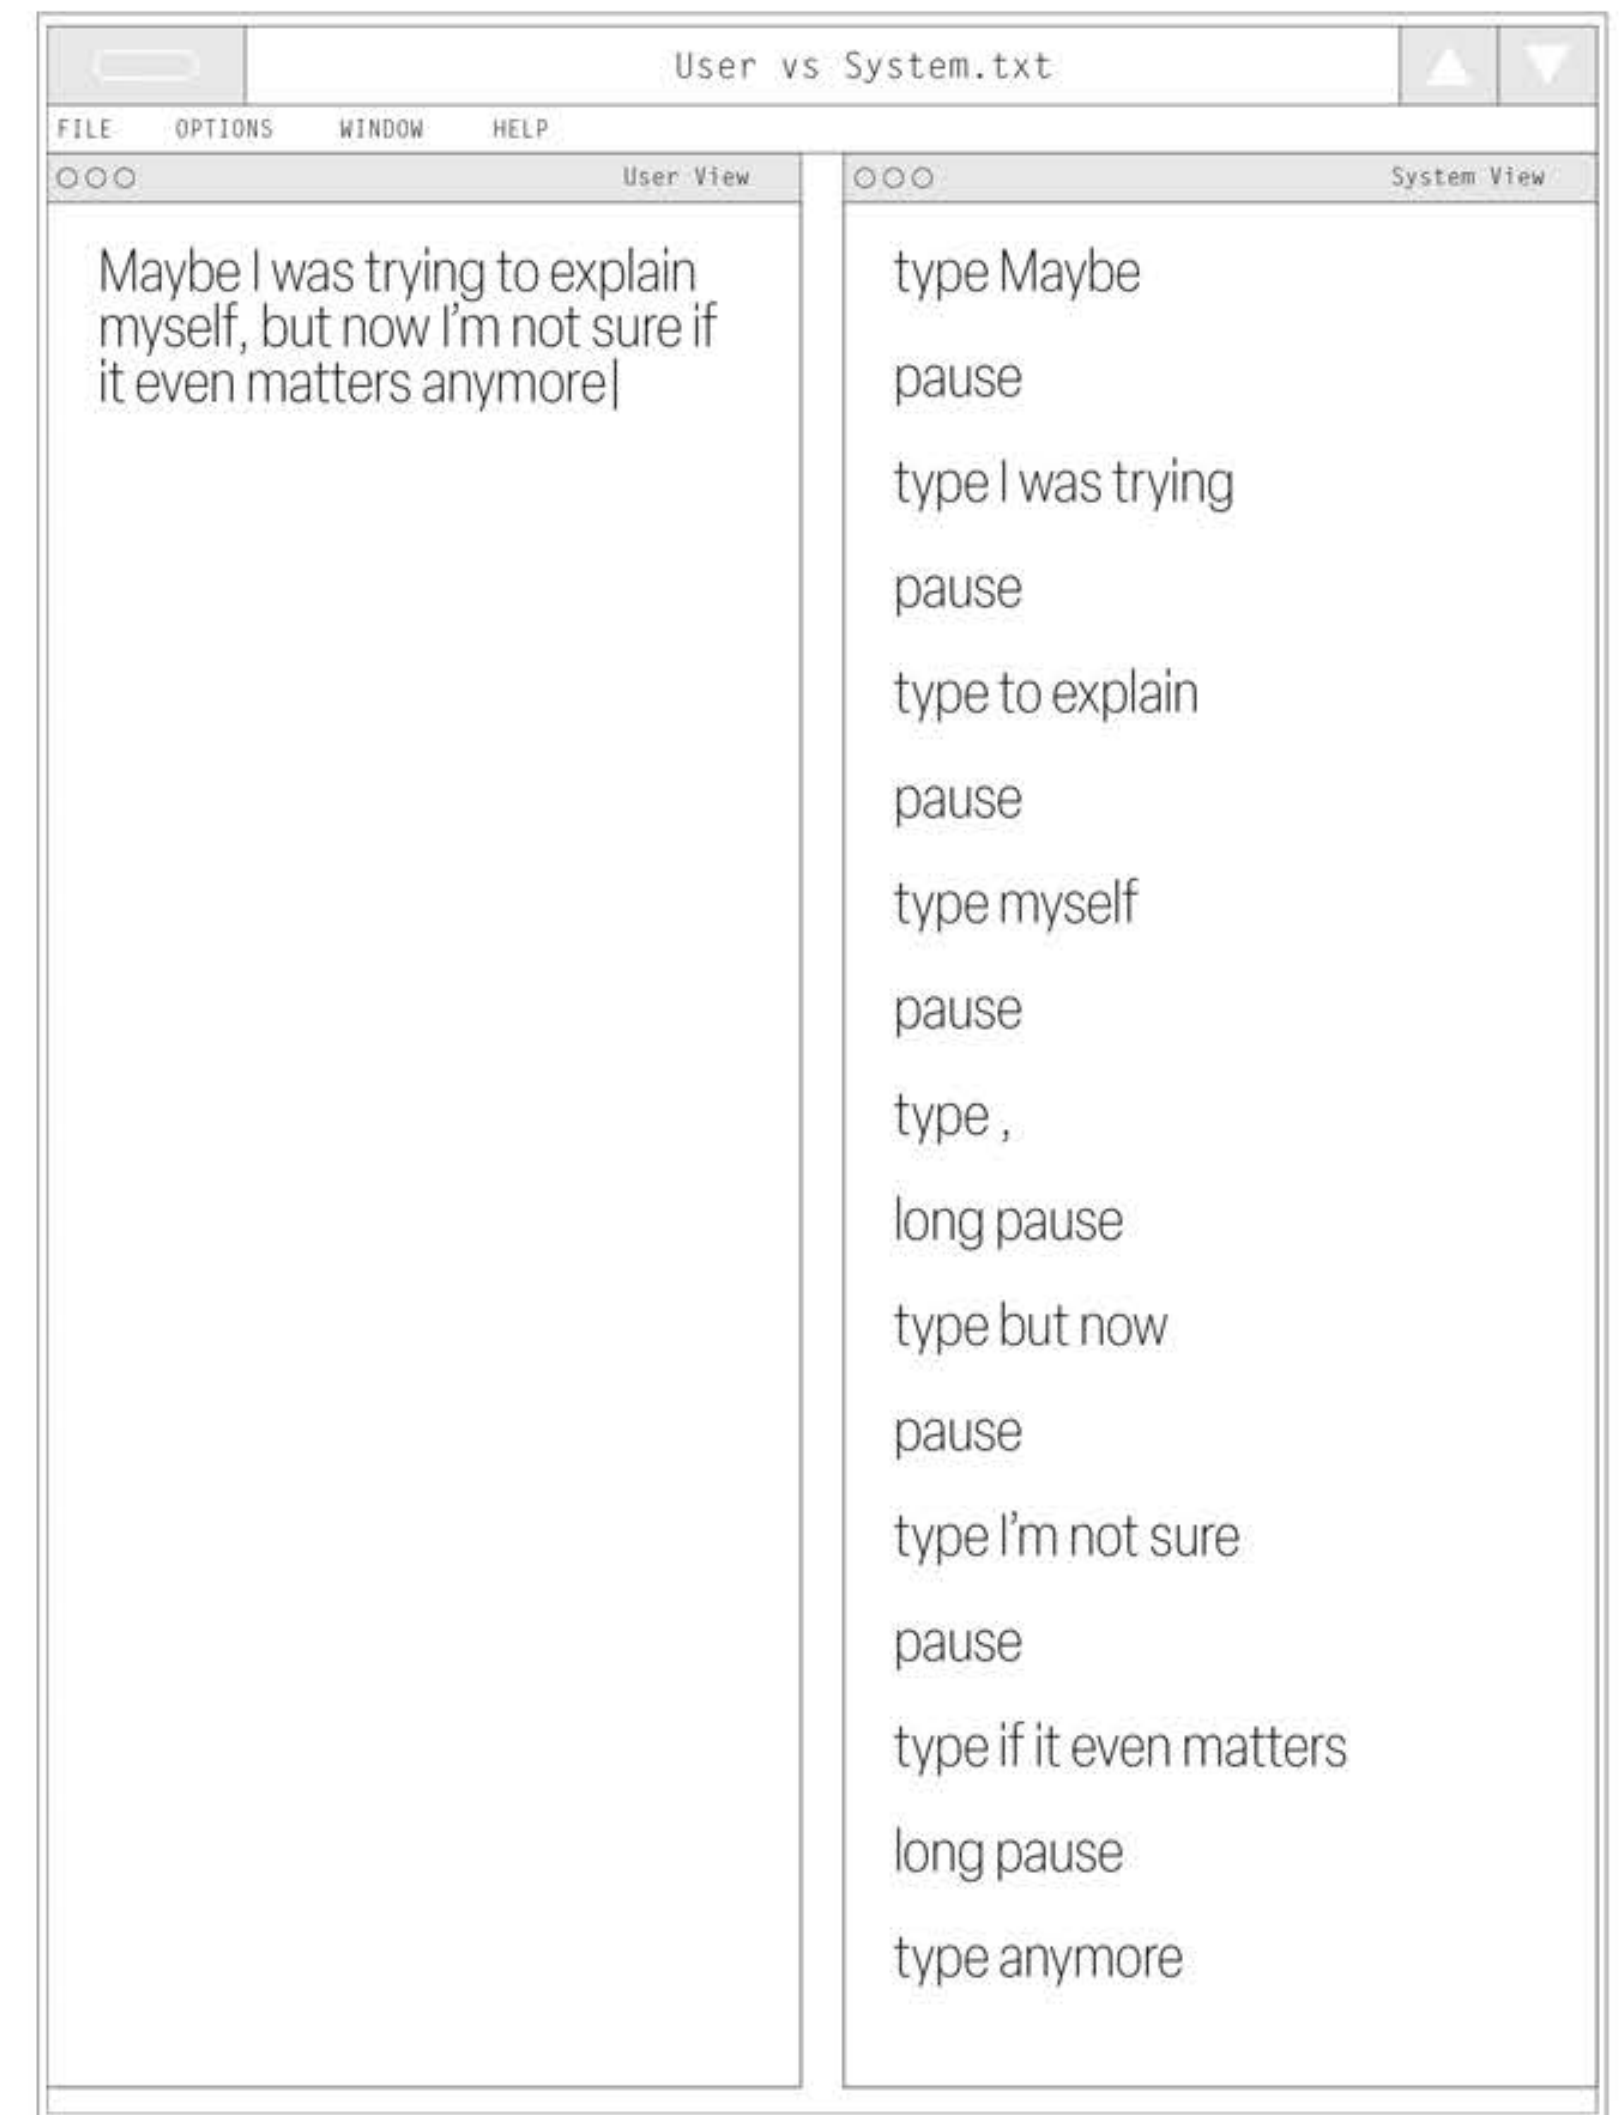 User vs System.txt
FILE OPTIONS WINDOW HELP
User View
Maybe I was trying to explain
myself, but now I’m not sure if
it even matters anymore|
System View
type Maybe
pause
type I was trying
pause
type to explain
pause
type myself
pause
type ,
long pause
type but now
pause
type I’m not sure
pause
type if it even matters
long pause
type anymore